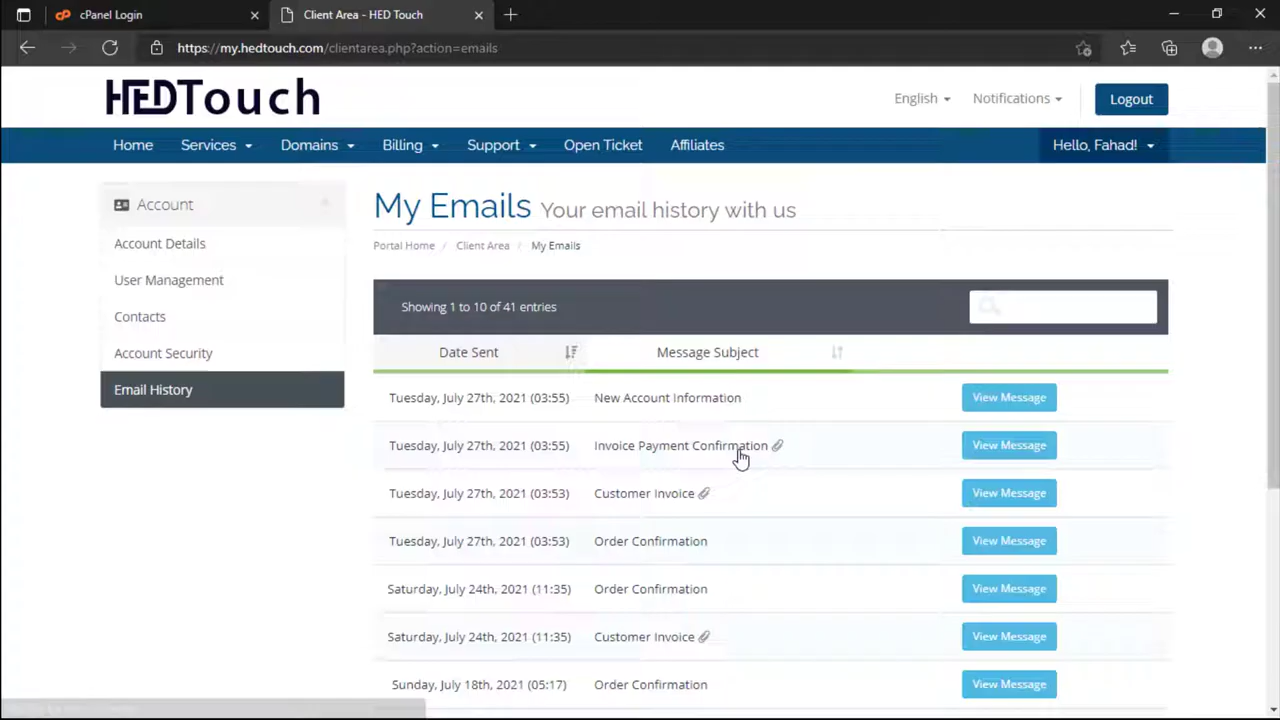 cPanel Login
Client Area - HED Touch
https://my.hedtouch.com/clientarea.php?action=emails
HEDTouch
English
Notifications
Logout
Home
Services
Domains
Billing
Support
Open Ticket
Affiliates
Hello, Fahad!
Account
Account Details
User Management
Contacts
Account Security
Email History
My Emails Your email history with us
Portal Home / Client Area / My Emails
Showing 1 to 10 of 41 entries
Date Sent
Message Subject
Tuesday, July 27th, 2021 (03:55) New Account Information View Message
Tuesday, July 27th, 2021 (03:55) Invoice Payment Confirmation View Message
Tuesday, July 27th, 2021 (03:53) Customer Invoice View Message
Tuesday, July 27th, 2021 (03:53) Order Confirmation View Message
Saturday, July 24th, 2021 (11:35) Order Confirmation View Message
Saturday, July 24th, 2021 (11:35) Customer Invoice View Message
Sunday, July 18th, 2021 (05:17) Order Confirmation View Message